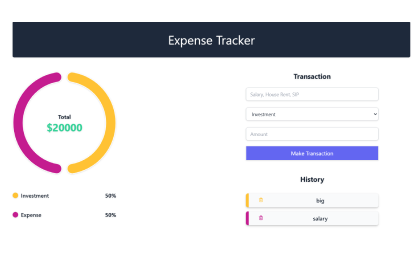 Expense Tracker
Total
$20000
Investment 50%
Expense 50%
Transaction
Salary, House Rent, SIP
Investment
Amount
Make Transaction
History
big
salary